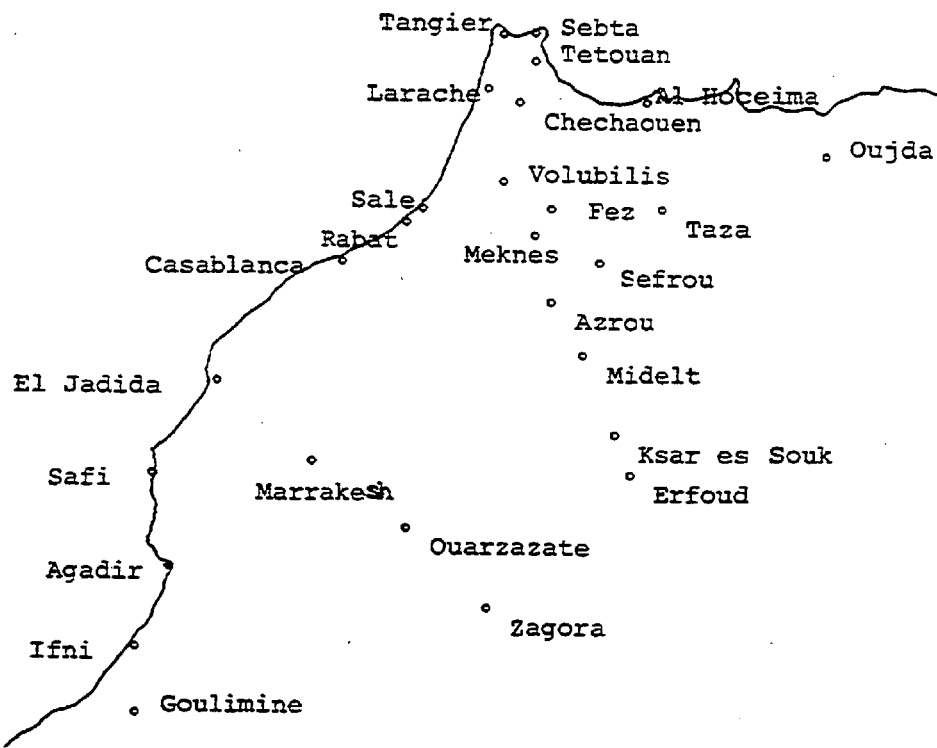 Tangier
Sebta
Tetouan
Larache
Al Hoceima
Chechaouen
Oujda
Volubilis
Sale
Fez
Taza
Rabat
Meknes
Casablanca
Sefrou
Azrou
El Jadida
Midelt
Ksar es Souk
Safi
Marrakesh
Erfoud
Ouarzazate
Agadir
Zagora
Ifni
Goulimine